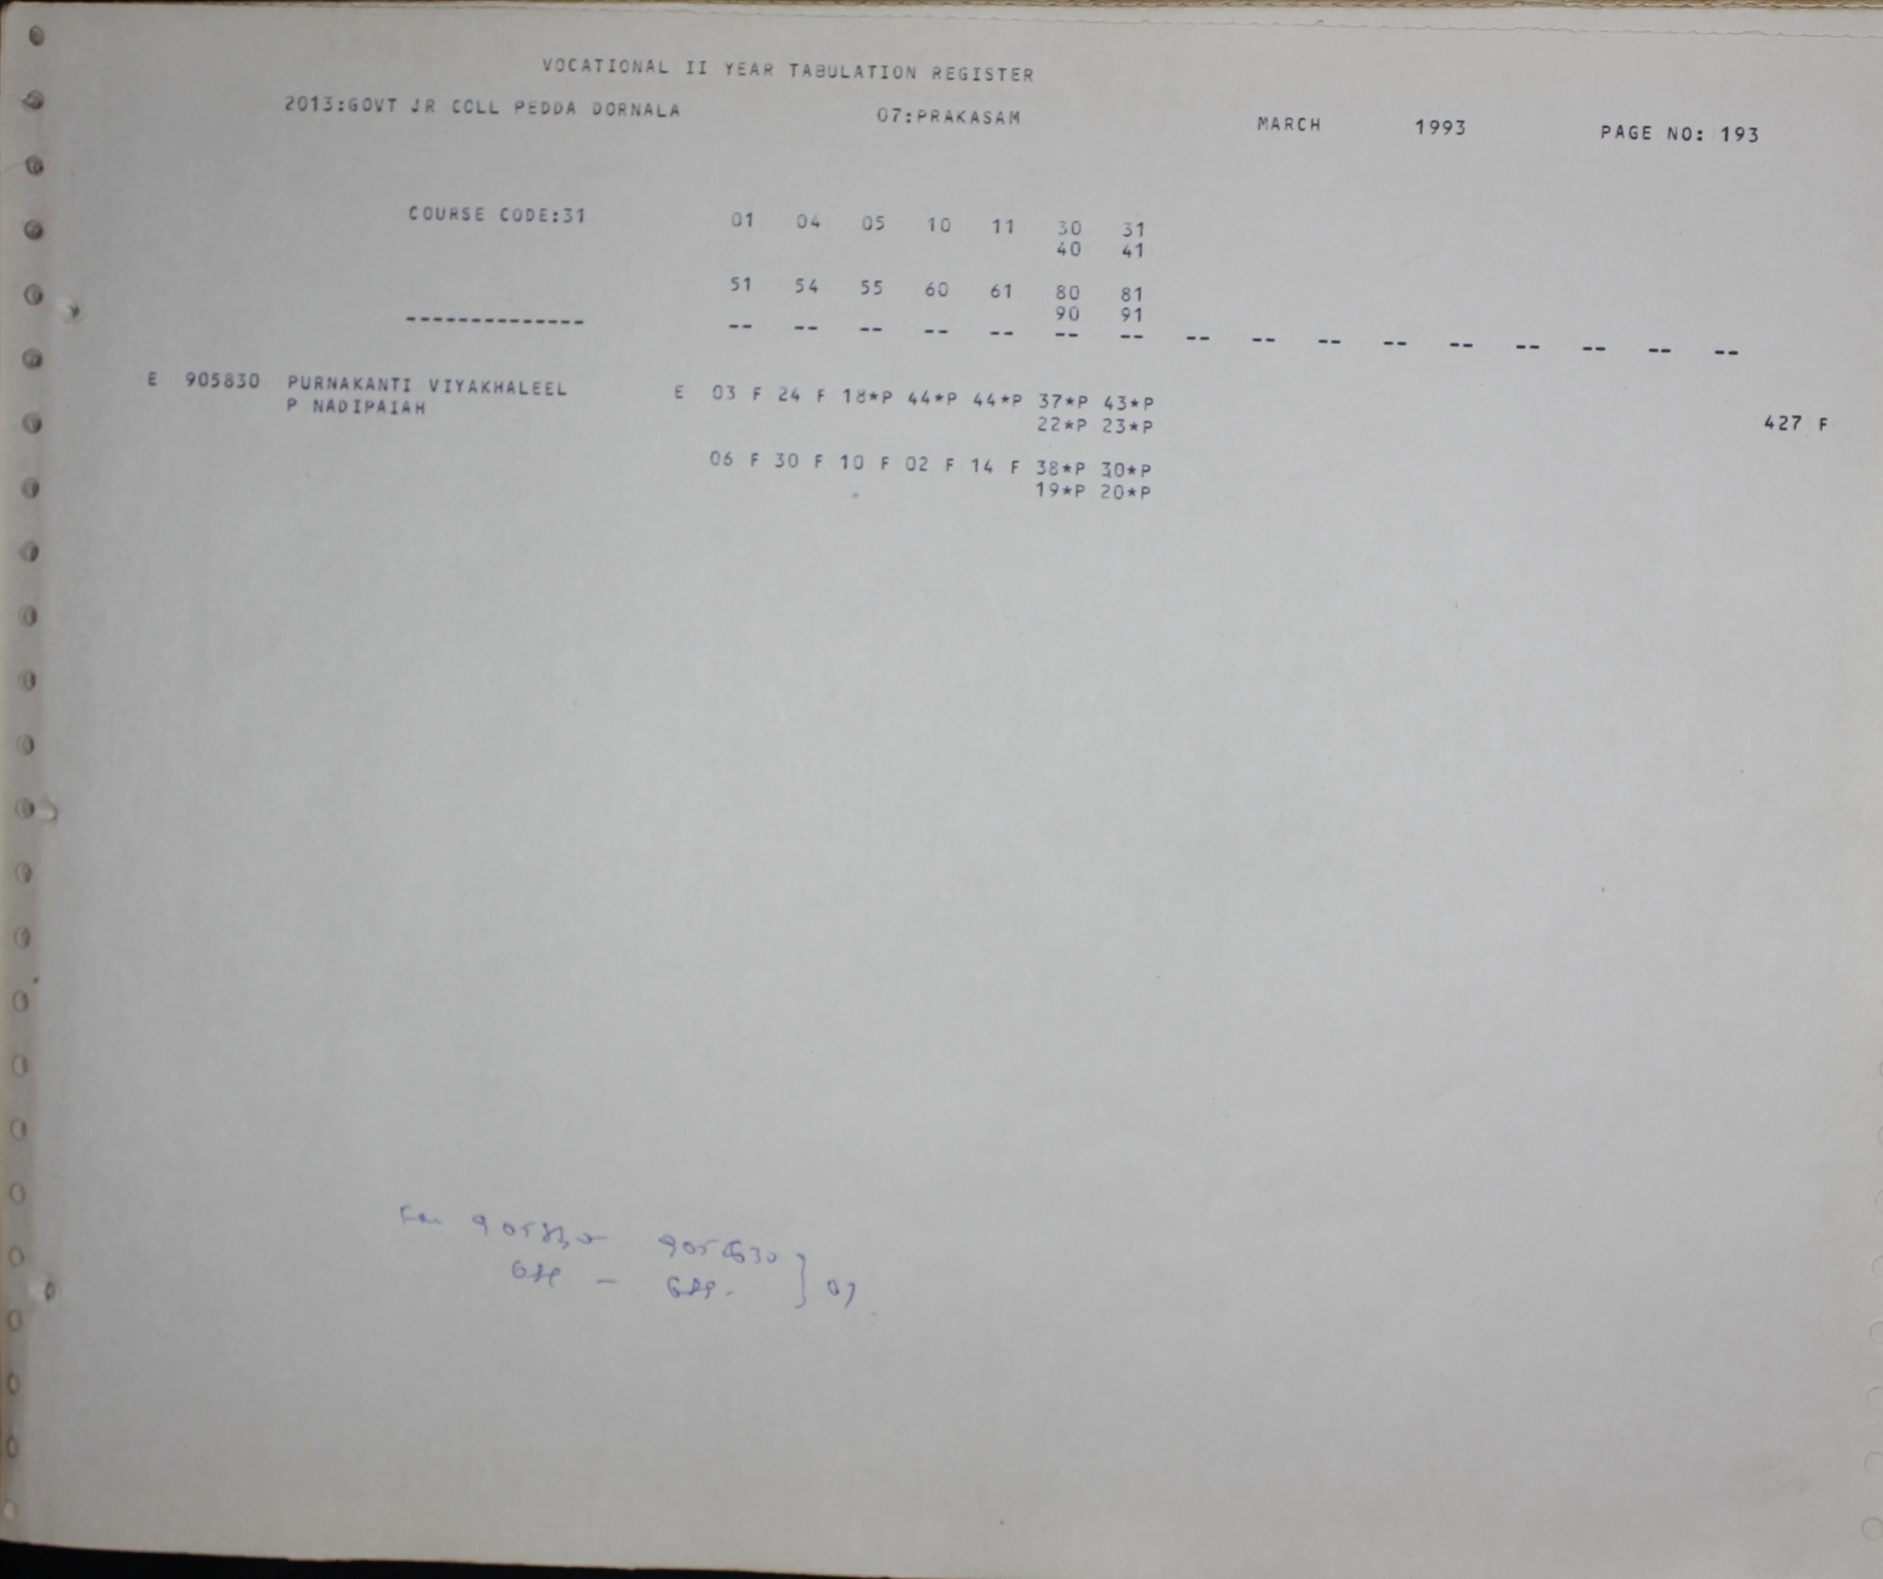 VOCATIONAL II YEAR TABULATION REGISTER
2013:GOVT JR COLL PEDDA DORNALA 07:PRAKASAM MARCH 1993 PAGE NO: 193
COURSE CODE:31 01 04 05 10 11 30 31
40 41
51 54 55 60 61 80 81
90 91
-------------- -- -- -- -- -- -- -- -- -- -- -- -- -- -- -- --
E 905830 PURNAKANTI VIYAKHALEEL E 03 F 24 F 18*P 44*P 44*P 37*P 43*P
P NADIPAIAH 22*P 23*P 427 F
06 F 30 F 10 F 02 F 14 F 38*P 30*P
19*P 20*P
} 07